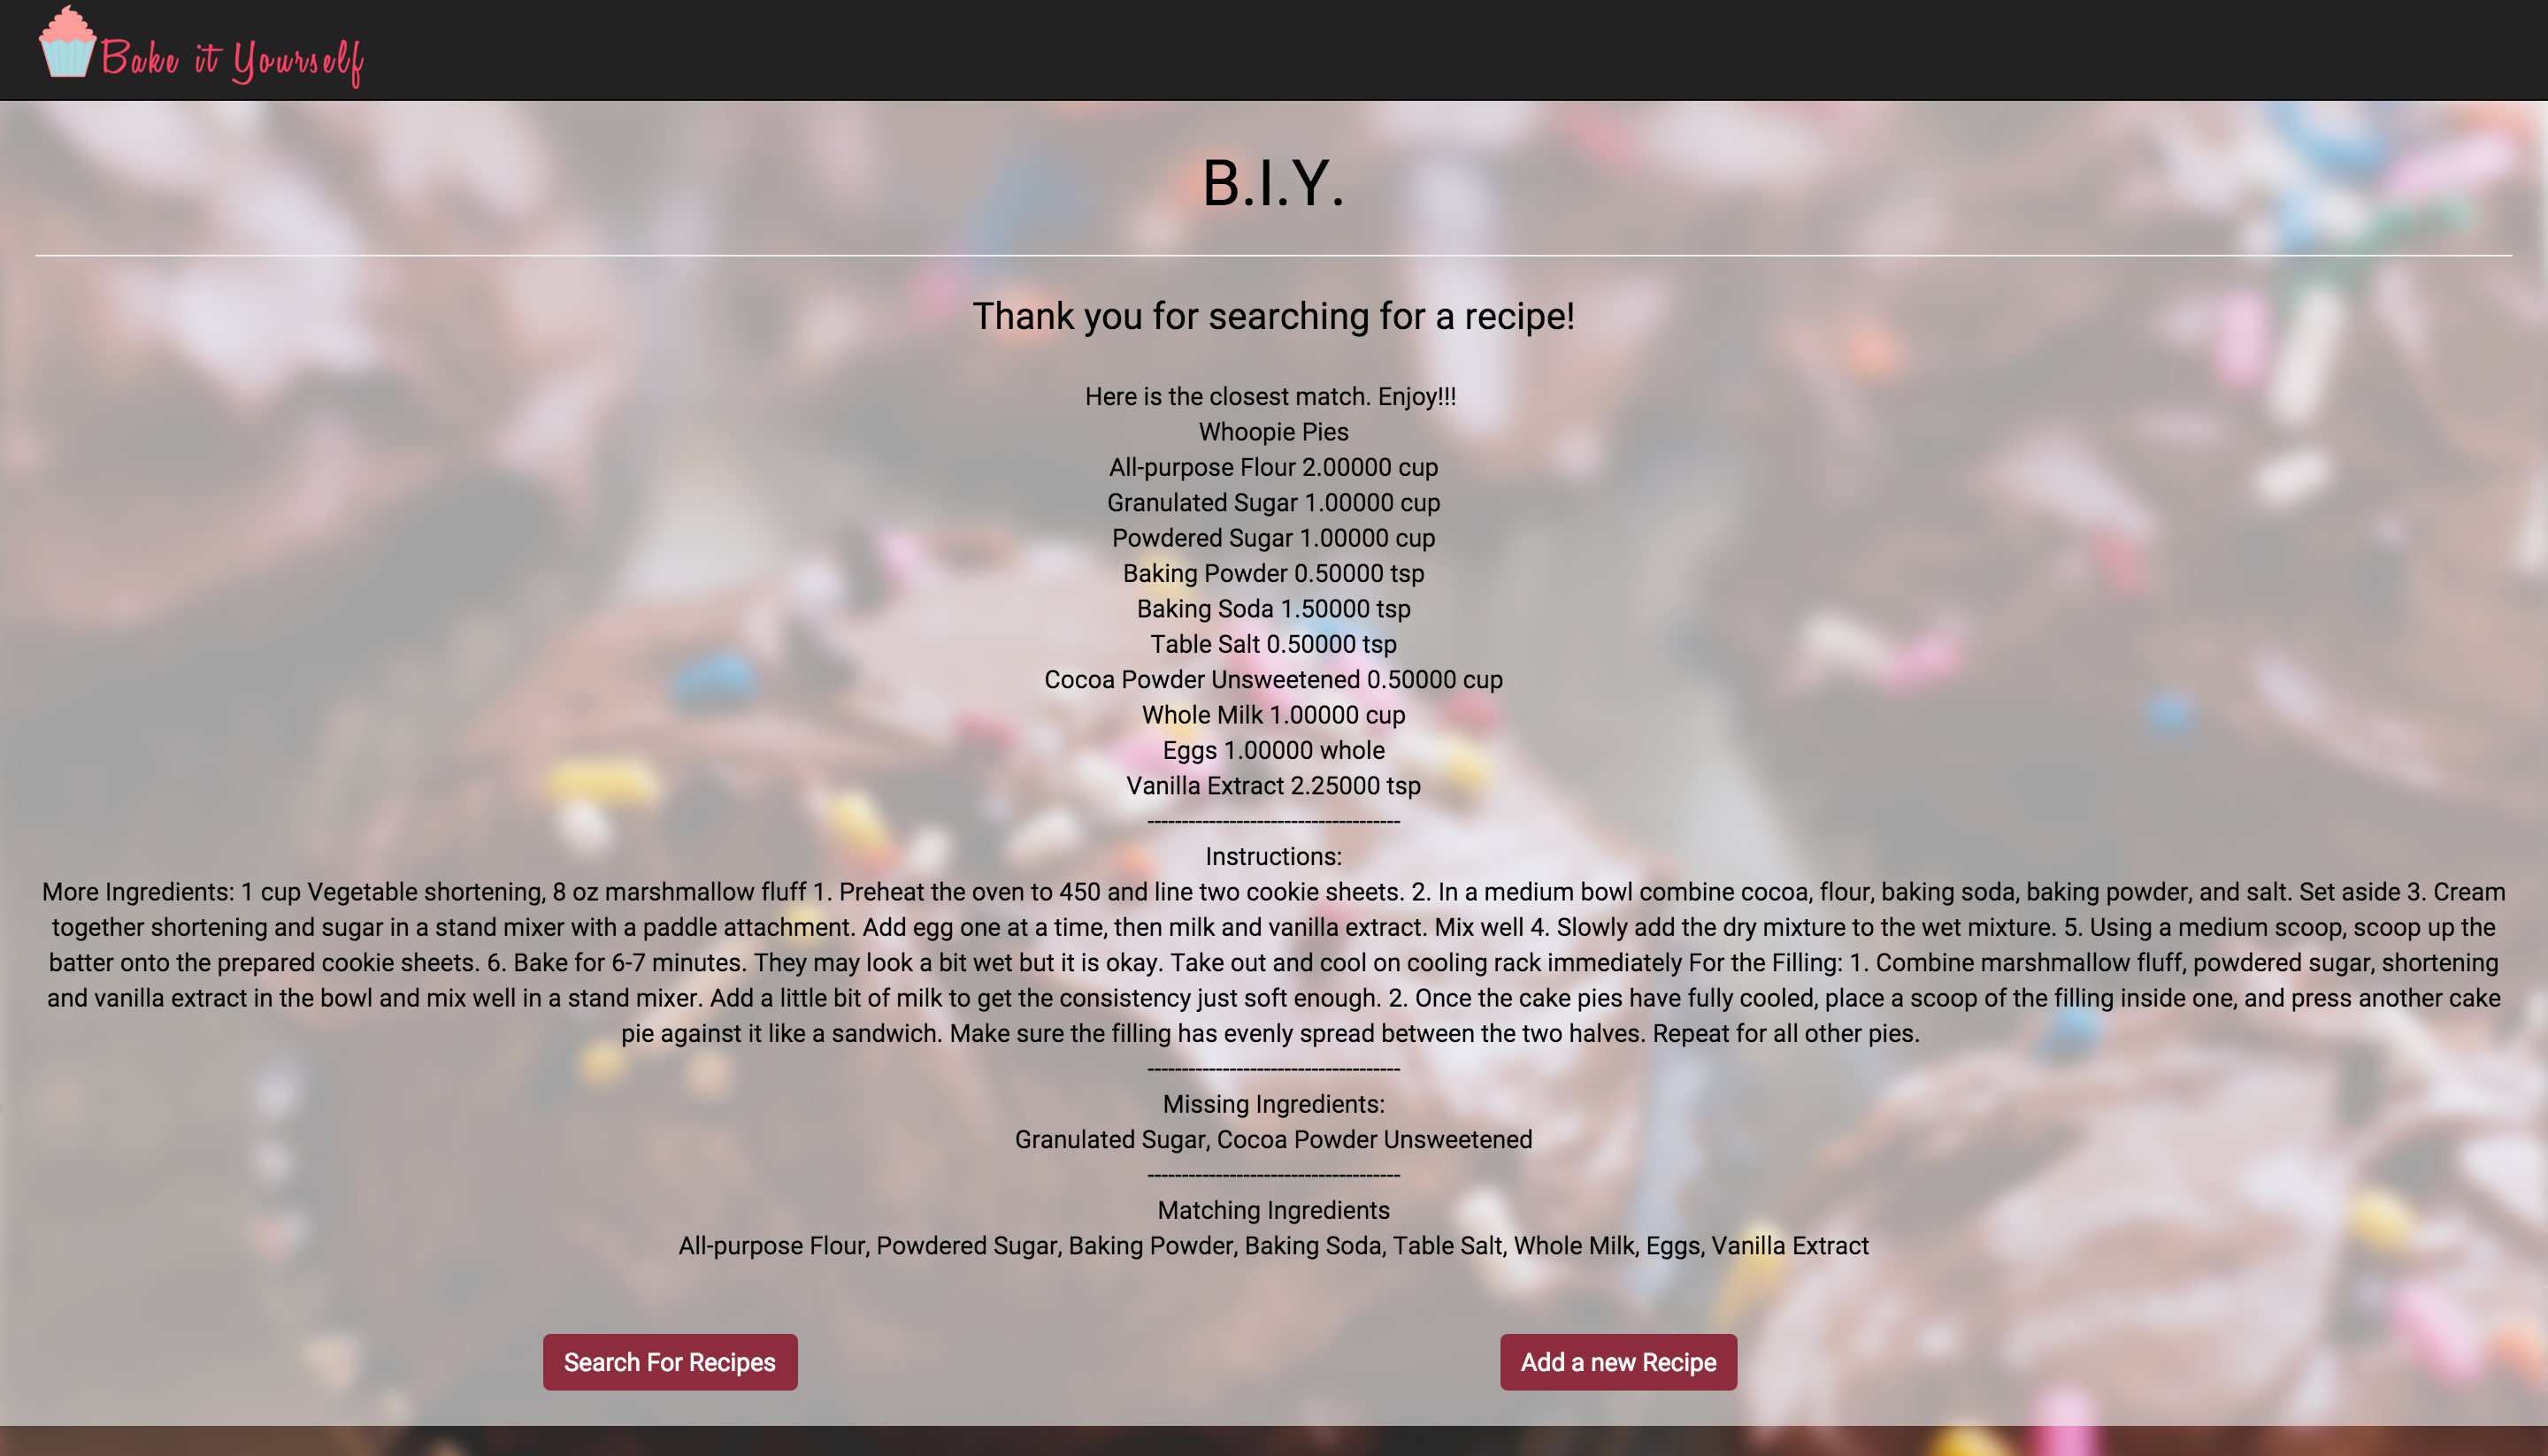 Bake it Yourself
B.I.Y.
Thank you for searching for a recipe!
Here is the closest match. Enjoy!!!
Whoopie Pies
All-purpose Flour 2.00000 cup
Granulated Sugar 1.00000 cup
Powdered Sugar 1.00000 cup
Baking Powder 0.50000 tsp
Baking Soda 1.50000 tsp
Table Salt 0.50000 tsp
Cocoa Powder Unsweetened 0.50000 cup
Whole Milk 1.00000 cup
Eggs 1.00000 whole
Vanilla Extract 2.25000 tsp
-------------------------------------
Instructions:
More Ingredients: 1 cup Vegetable shortening, 8 oz marshmallow fluff 1. Preheat the oven to 450 and line two cookie sheets. 2. In a medium bowl combine cocoa, flour, baking soda, baking powder, and salt. Set aside 3. Cream
together shortening and sugar in a stand mixer with a paddle attachment. Add egg one at a time, then milk and vanilla extract. Mix well 4. Slowly add the dry mixture to the wet mixture. 5. Using a medium scoop, scoop up the
batter onto the prepared cookie sheets. 6. Bake for 6-7 minutes. They may look a bit wet but it is okay. Take out and cool on cooling rack immediately For the Filling: 1. Combine marshmallow fluff, powdered sugar, shortening
and vanilla extract in the bowl and mix well in a stand mixer. Add a little bit of milk to get the consistency just soft enough. 2. Once the cake pies have fully cooled, place a scoop of the filling inside one, and press another cake
pie against it like a sandwich. Make sure the filling has evenly spread between the two halves. Repeat for all other pies.
-------------------------------------
Missing Ingredients:
Granulated Sugar, Cocoa Powder Unsweetened
-------------------------------------
Matching Ingredients
All-purpose Flour, Powdered Sugar, Baking Powder, Baking Soda, Table Salt, Whole Milk, Eggs, Vanilla Extract
Search For Recipes
Add a new Recipe